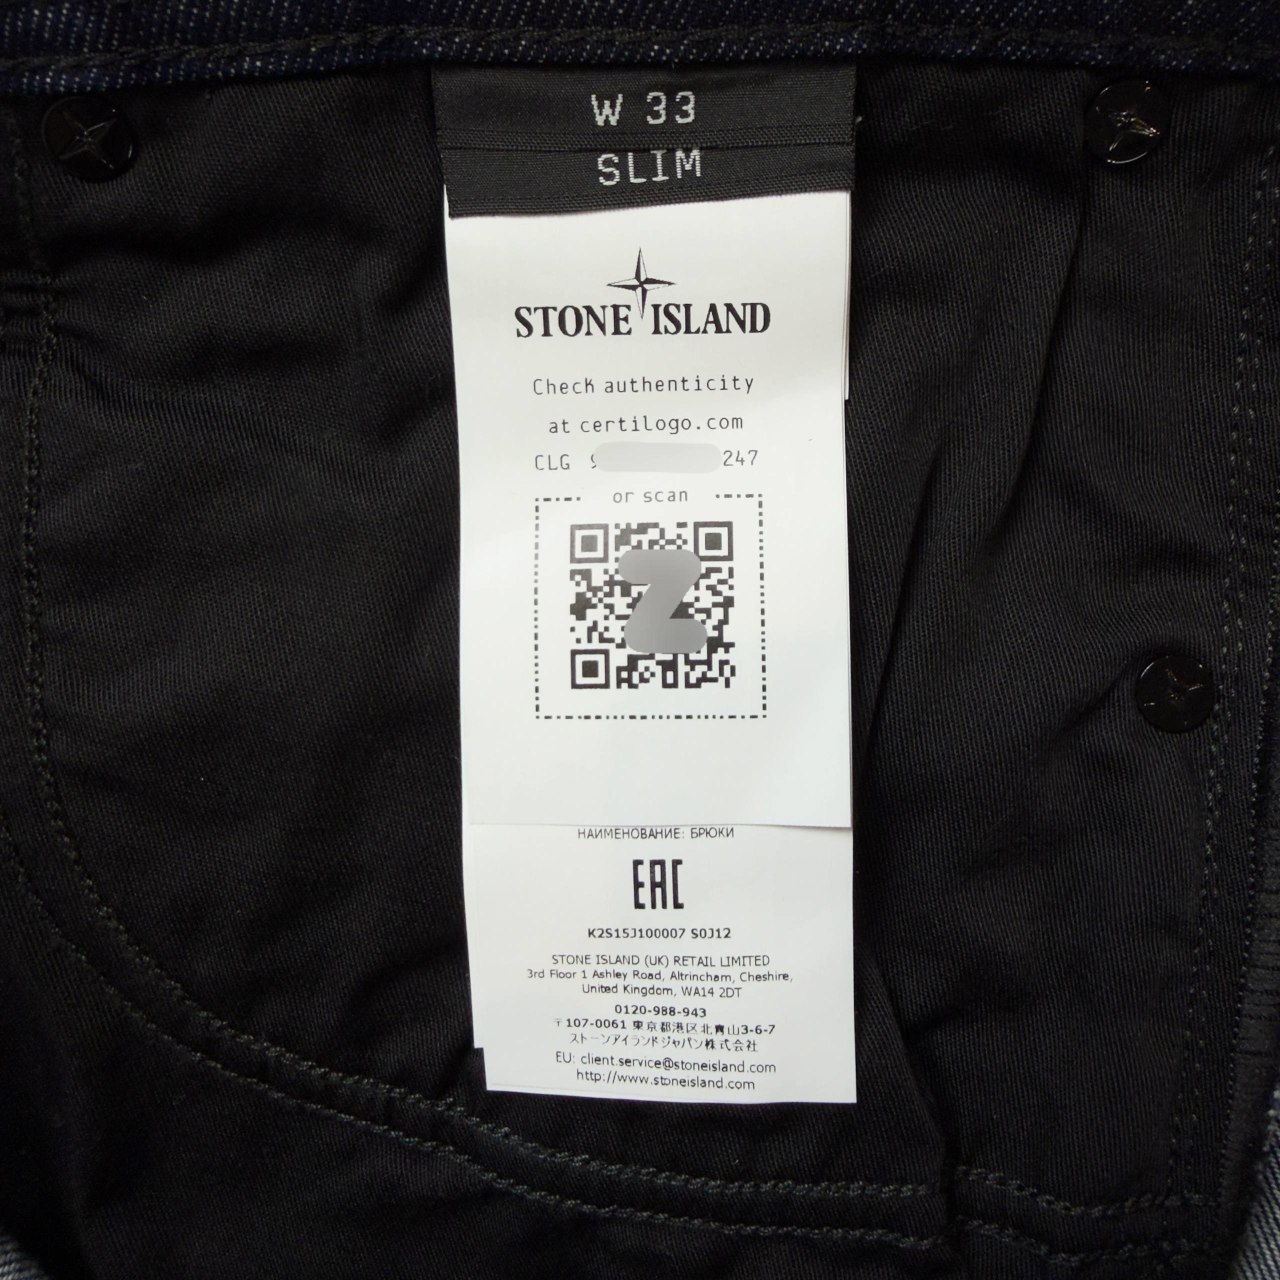 W 33
SLIM
STONE ISLAND
Check authenticity
at certilogo.com
CLG 9 247
or scan
НАИМЕНОВАНИЕ: БРЮКИ
EAC
K2S15J100007 S0J12
STONE ISLAND (UK) RETAIL LIMITED
3rd Floor 1 Ashley Road, Altrincham, Cheshire,
United Kingdom, WA14 2DT
0120-988-943
〒107-0061 東京都港区北青山3-6-7
ストーンアイランドジャパン株式会社
EU: client.service@stoneisland.com
http://www.stoneisland.com